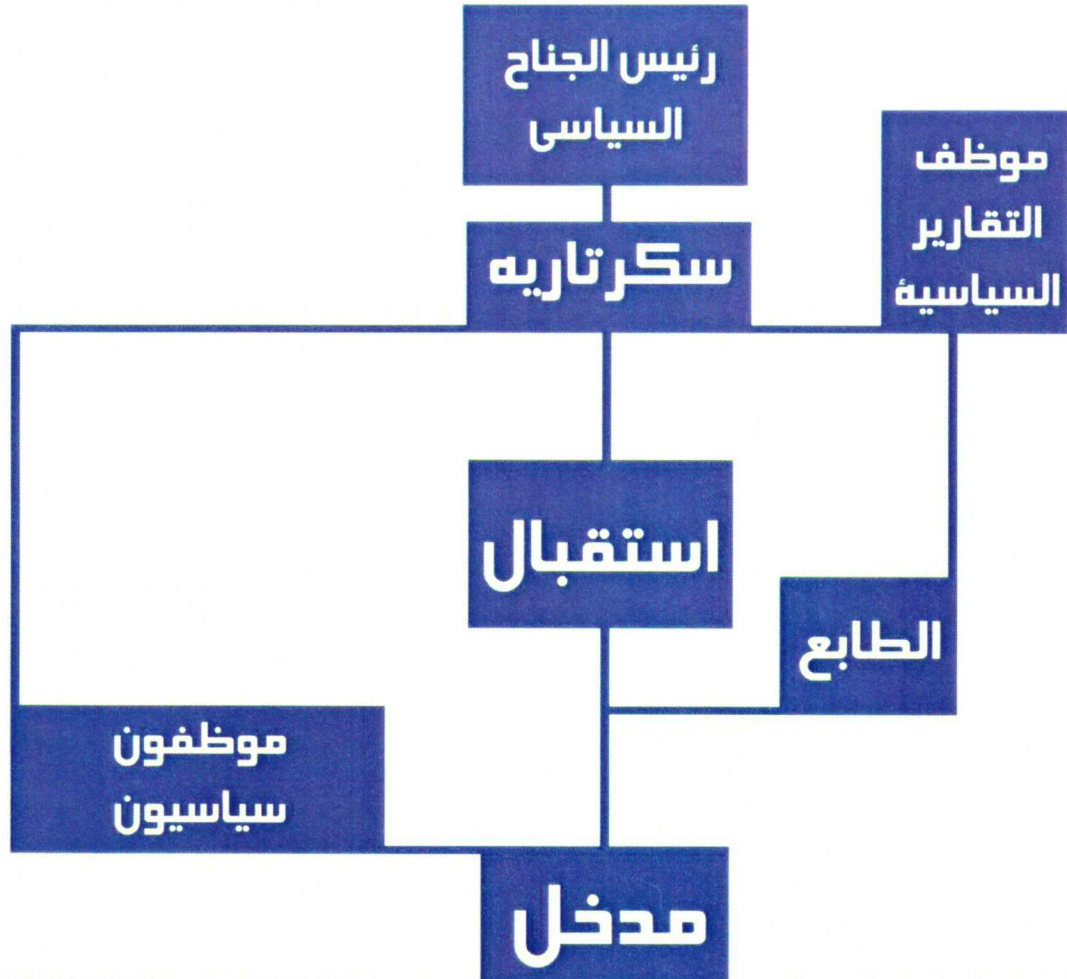 رئيس الجناح
السياسى
موظف
التقارير
السياسية
سكرتاريه
استقبال
الطابع
موظفون
سياسيون
مدخل